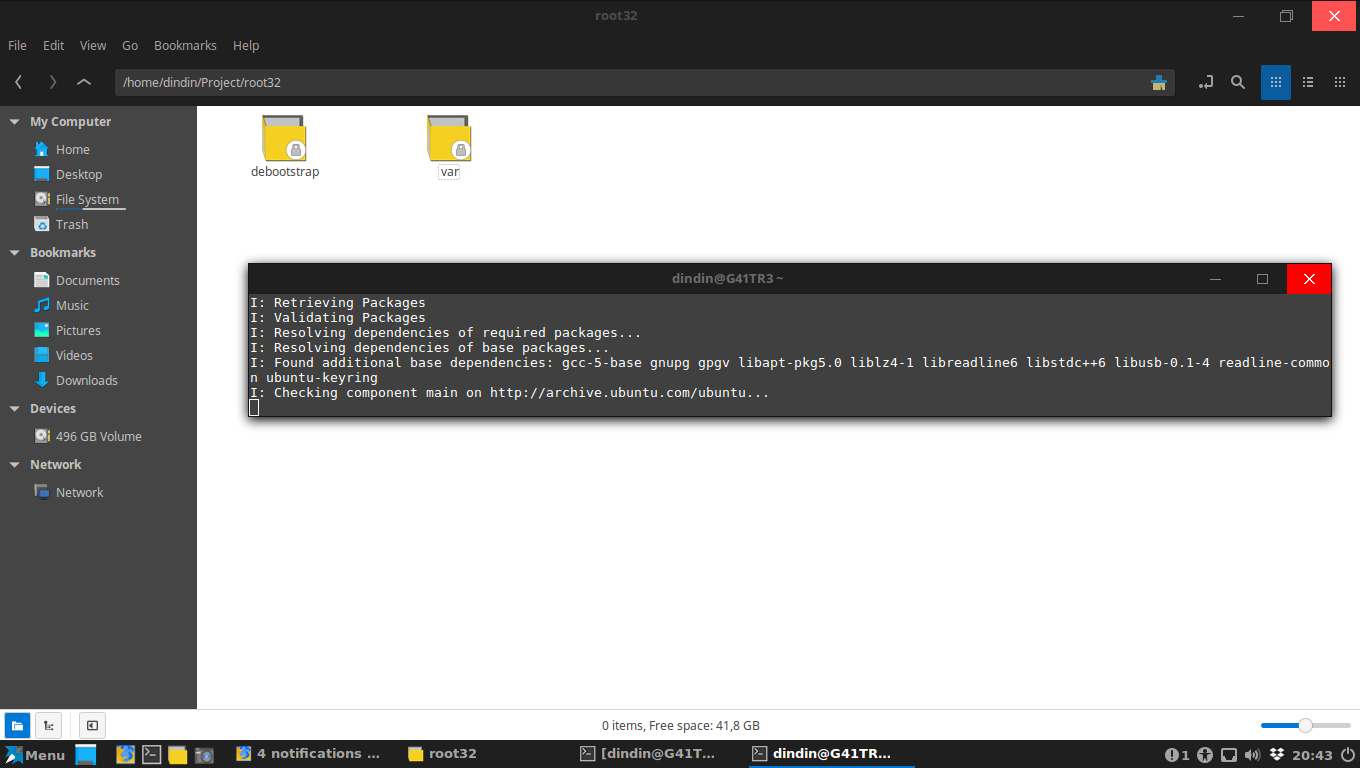 root32
File Edit View Go Bookmarks Help
/home/dindin/Project/root32
My Computer
Home
Desktop
File System
Trash
Bookmarks
Documents
Music
Pictures
Videos
Downloads
Devices
496 GB Volume
Network
Network
debootstrap
var
dindin@G41TR3 ~
I: Retrieving Packages
I: Validating Packages
I: Resolving dependencies of required packages...
I: Resolving dependencies of base packages...
I: Found additional base dependencies: gcc-5-base gnupg gpgv libapt-pkg5.0 liblz4-1 libreadline6 libstdc++6 libusb-0.1-4 readline-commo
n ubuntu-keyring
I: Checking component main on http://archive.ubuntu.com/ubuntu...
0 items, Free space: 41,8 GB
Menu 4 notifications ... root32 [dindin@G41T... dindin@G41TR... 1 20:43